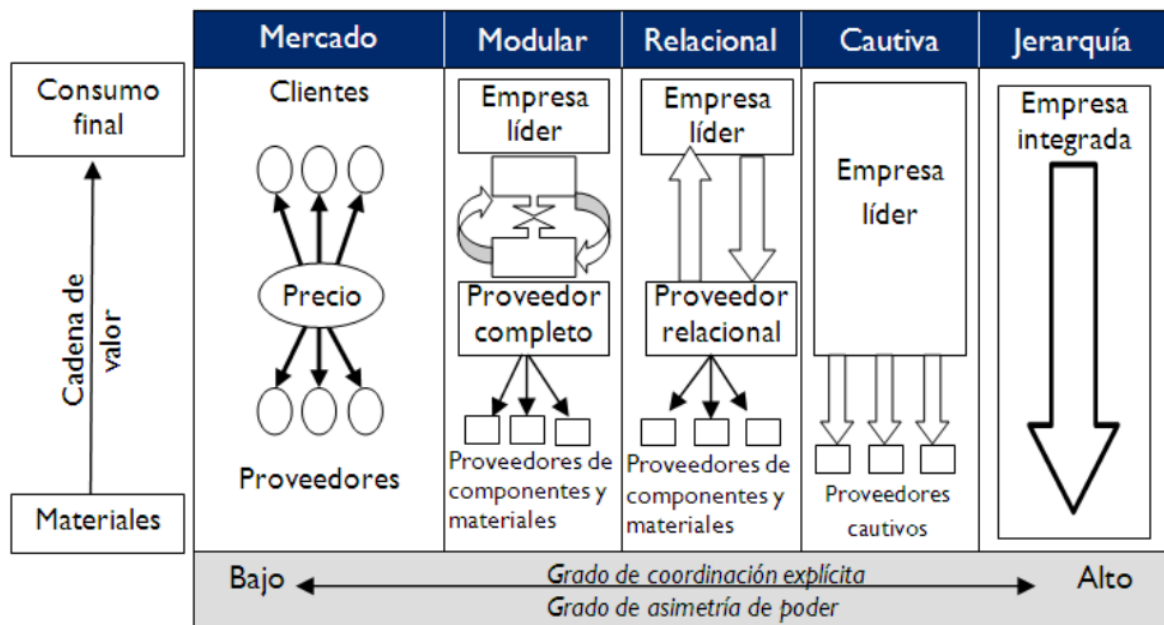 Mercado
Modular
Relacional
Cautiva
Jerarquía
Consumo
final
Cadena de
valor
Materiales
Clientes
Precio
Proveedores
Empresa
líder
Proveedor
completo
Proveedores de
componentes y
materiales
Empresa
líder
Proveedor
relacional
Proveedores de
componentes y
materiales
Empresa
líder
Proveedores
cautivos
Empresa
integrada
Bajo
Grado de coordinación explícita
Alto
Grado de asimetría de poder